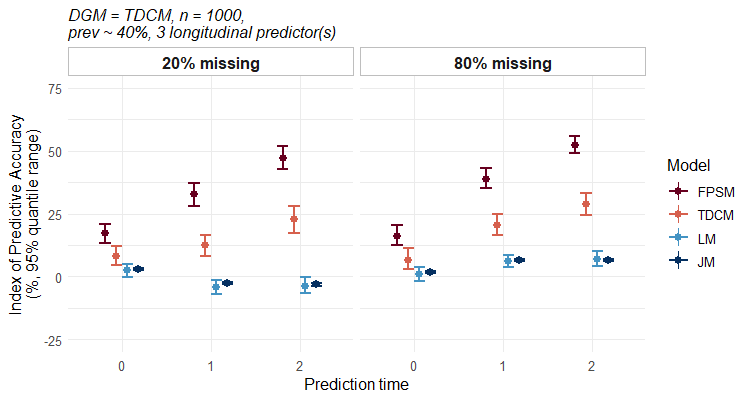 DGM = TDCM, n = 1000,
prev ~ 40%, 3 longitudinal predictor(s)
20% missing
80% missing
Index of Predictive Accuracy
(%, 95% quantile range)
75
50
25
0
-25
0
1
2
0
1
2
Prediction time
Model
FPSM
TDCM
LM
JM